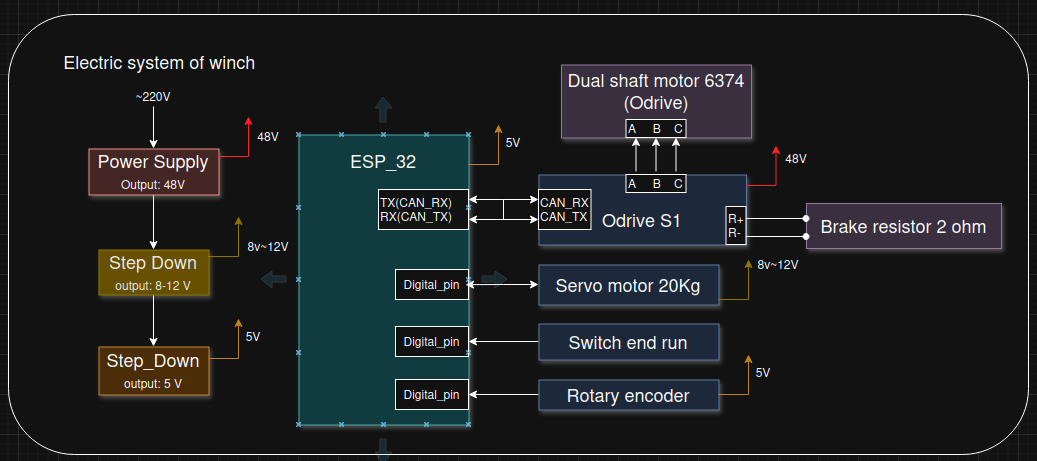 Electric system of winch
~220V
48V
Power Supply
Output: 48V
8v~12V
Step Down
output: 8-12 V
5V
Step_Down
output: 5 V
ESP_32
5V
TX(CAN_RX)
RX(CAN_TX)
Digital_pin
Digital_pin
Digital_pin
Dual shaft motor 6374
(Odrive)
A B C
A B C
48V
CAN_RX
CAN_TX
Odrive S1
R+
R-
Brake resistor 2 ohm
8v~12V
Servo motor 20Kg
Switch end run
5V
Rotary encoder